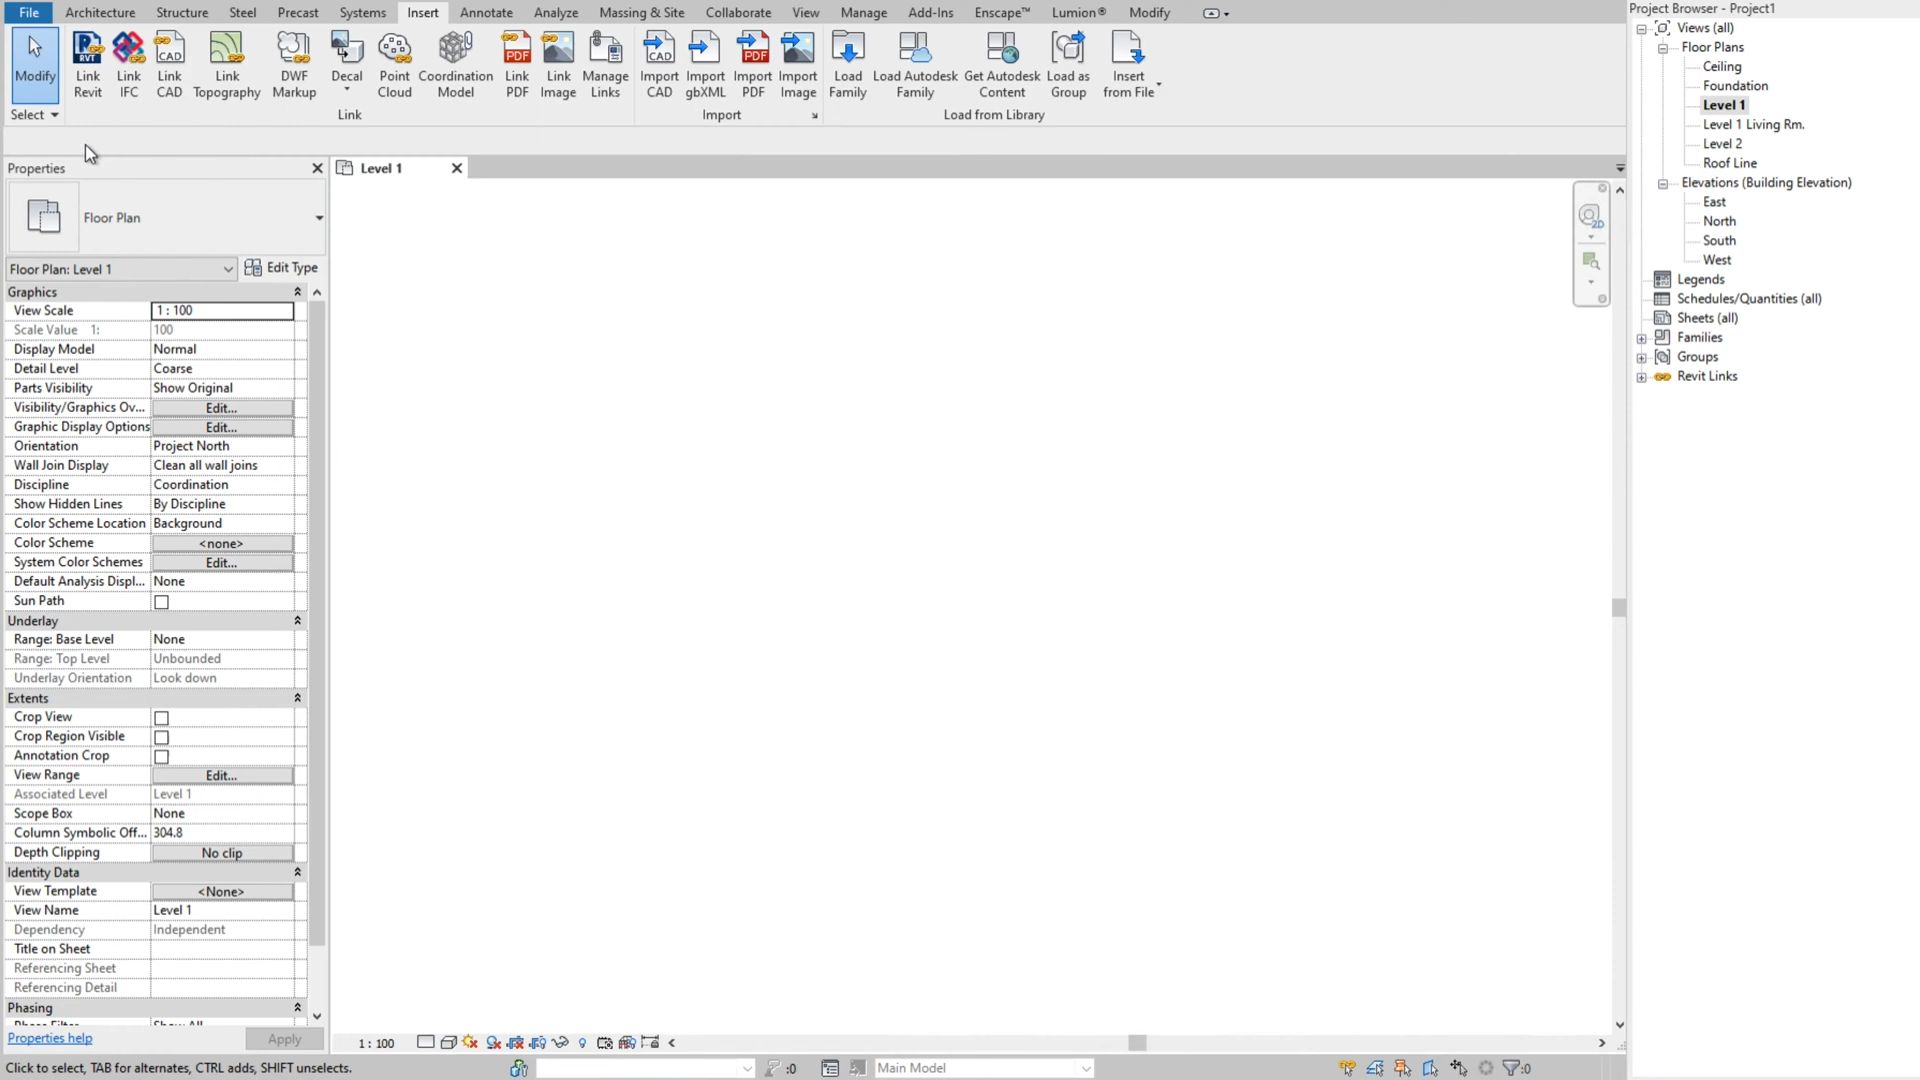 File Architecture Structure Steel Precast Systems Insert Annotate Analyze Massing & Site Collaborate View Manage Add-Ins Enscape™ Lumion® Modify
Modify
Link Revit
Link IFC
Link CAD
Link Topography
DWF Markup
Decal
Point Cloud
Coordination Model
Link PDF
Link Image
Manage Links
Import CAD
Import gbXML
Import PDF
Import Image
Load Family
Load Autodesk Family
Get Autodesk Content
Load as Group
Insert from File
Select Link Import Load from Library
Properties
Floor Plan
Floor Plan: Level 1 Edit Type
Graphics
View Scale 1 : 100
Scale Value 1: 100
Display Model Normal
Detail Level Coarse
Parts Visibility Show Original
Visibility/Graphics Ov... Edit...
Graphic Display Options Edit...
Orientation Project North
Wall Join Display Clean all wall joins
Discipline Coordination
Show Hidden Lines By Discipline
Color Scheme Location Background
Color Scheme <none>
System Color Schemes Edit...
Default Analysis Displ... None
Sun Path
Underlay
Range: Base Level None
Range: Top Level Unbounded
Underlay Orientation Look down
Extents
Crop View
Crop Region Visible
Annotation Crop
View Range Edit...
Associated Level Level 1
Scope Box None
Column Symbolic Off... 304.8
Depth Clipping No clip
Identity Data
View Template <None>
View Name Level 1
Dependency Independent
Title on Sheet
Referencing Sheet
Referencing Detail
Phasing
Properties help Apply
Level 1
2D
1 : 100
Click to select, TAB for alternates, CTRL adds, SHIFT unselects.
:0
Main Model
:0
Project Browser - Project1
Views (all)
Floor Plans
Ceiling
Foundation
Level 1
Level 1 Living Rm.
Level 2
Roof Line
Elevations (Building Elevation)
East
North
South
West
Legends
Schedules/Quantities (all)
Sheets (all)
Families
Groups
Revit Links